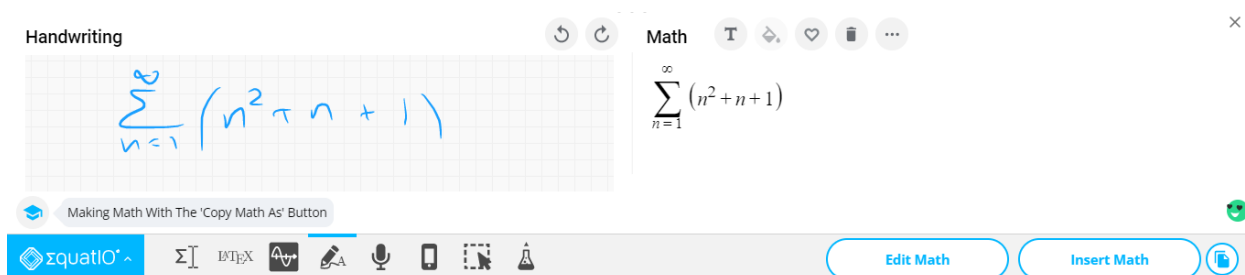 Handwriting
Math T
∞
∑ (n² + n + 1)
n = 1
∞
∑ (n² + n + 1)
n = 1
Making Math With The 'Copy Math As' Button
ΣquatIO
Σ
LATEX
A
Edit Math
Insert Math